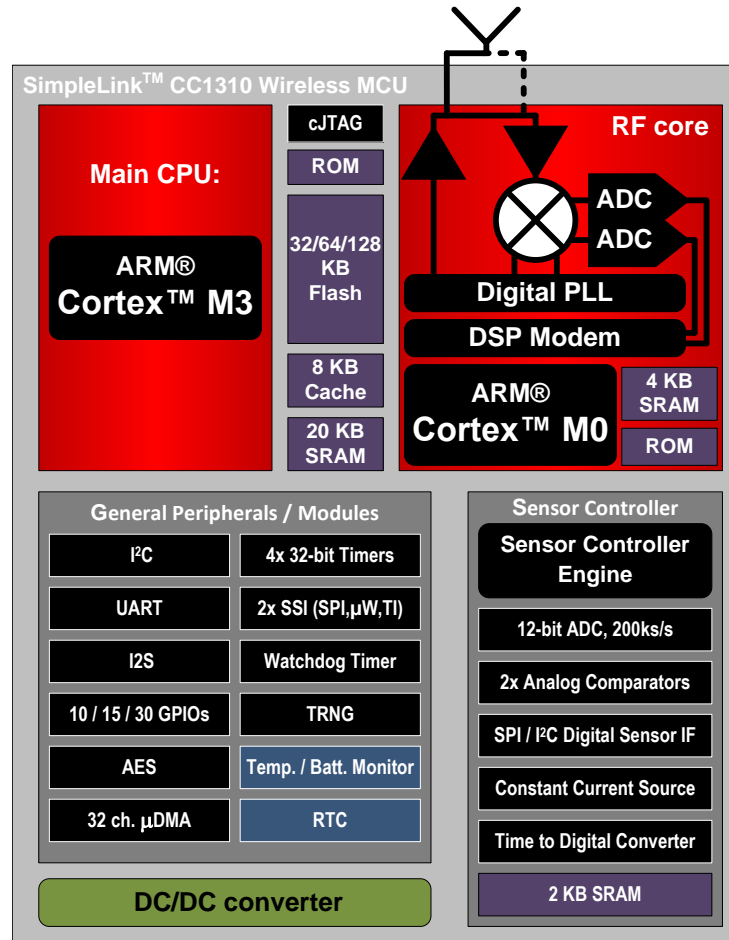 SimpleLink™ CC1310 Wireless MCU
Main CPU:
ARM®
Cortex™ M3
cJTAG
ROM
32/64/128
KB
Flash
8 KB
Cache
20 KB
SRAM
RF core
ADC
ADC
Digital PLL
DSP Modem
ARM®
Cortex™ M0
4 KB
SRAM
ROM
General Peripherals / Modules
I²C
4x 32-bit Timers
UART
2x SSI (SPI,µW,TI)
I2S
Watchdog Timer
10 / 15 / 30 GPIOs
TRNG
AES
Temp. / Batt. Monitor
32 ch. µDMA
RTC
Sensor Controller
Sensor Controller
Engine
12-bit ADC, 200ks/s
2x Analog Comparators
SPI / I²C Digital Sensor IF
Constant Current Source
Time to Digital Converter
2 KB SRAM
DC/DC converter